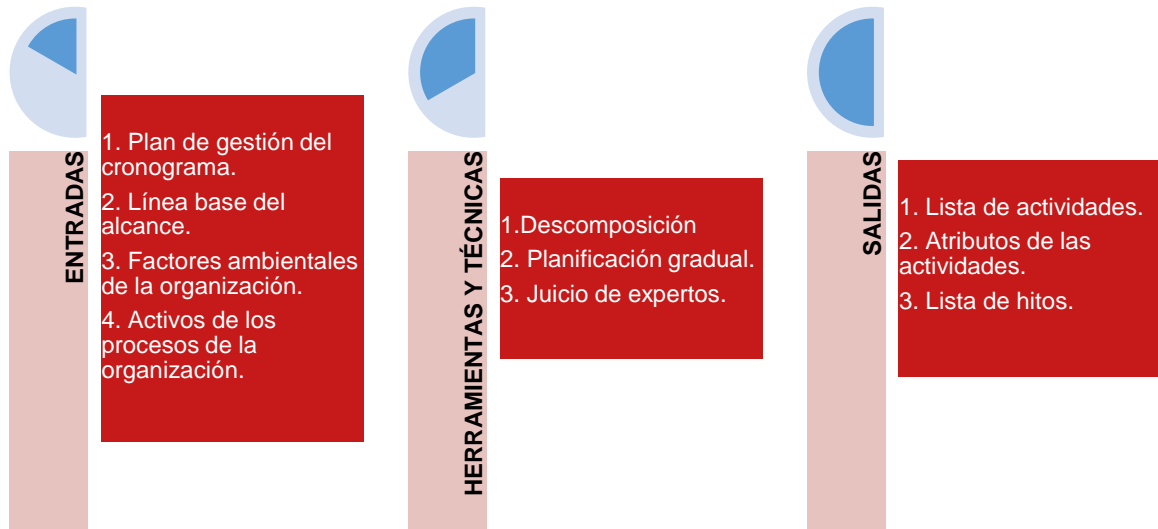 ENTRADAS
1. Plan de gestión del
cronograma.
2. Línea base del
alcance.
3. Factores ambientales
de la organización.
4. Activos de los
procesos de la
organización.
HERRAMIENTAS Y TÉCNICAS
1.Descomposición
2. Planificación gradual.
3. Juicio de expertos.
SALIDAS
1. Lista de actividades.
2. Atributos de las
actividades.
3. Lista de hitos.